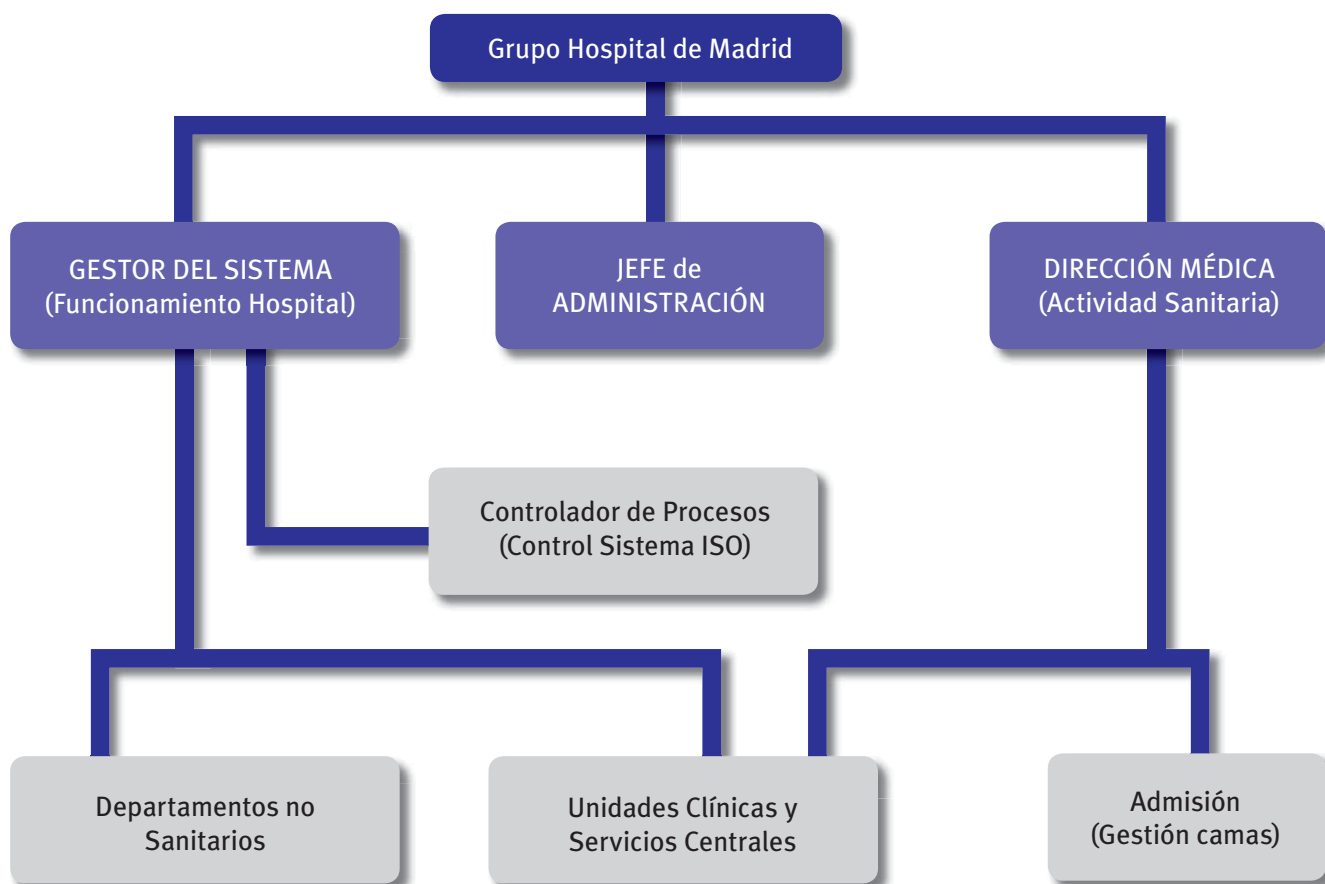 Grupo Hospital de Madrid
GESTOR DEL SISTEMA
(Funcionamiento Hospital)
JEFE de
ADMINISTRACIÓN
DIRECCIÓN MÉDICA
(Actividad Sanitaria)
Controlador de Procesos
(Control Sistema ISO)
Departamentos no
Sanitarios
Unidades Clínicas y
Servicios Centrales
Admisión
(Gestión camas)